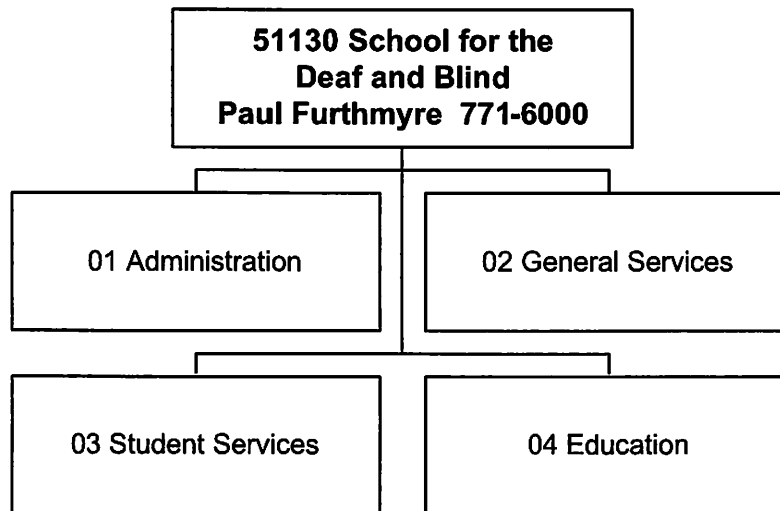 51130 School for the
Deaf and Blind
Paul Furthmyre 771-6000
01 Administration
02 General Services
03 Student Services
04 Education